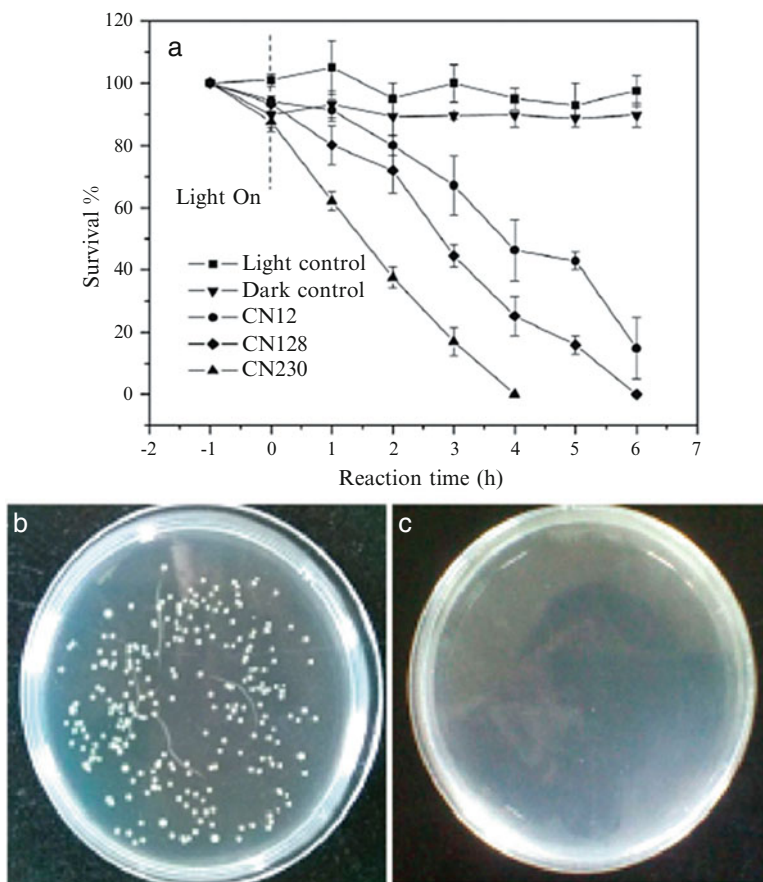 a
120
100
80
60
40
20
0
Survival %
Light On
Light control
Dark control
CN12
CN128
CN230
-2 -1 0 1 2 3 4 5 6 7
Reaction time (h)
b
c